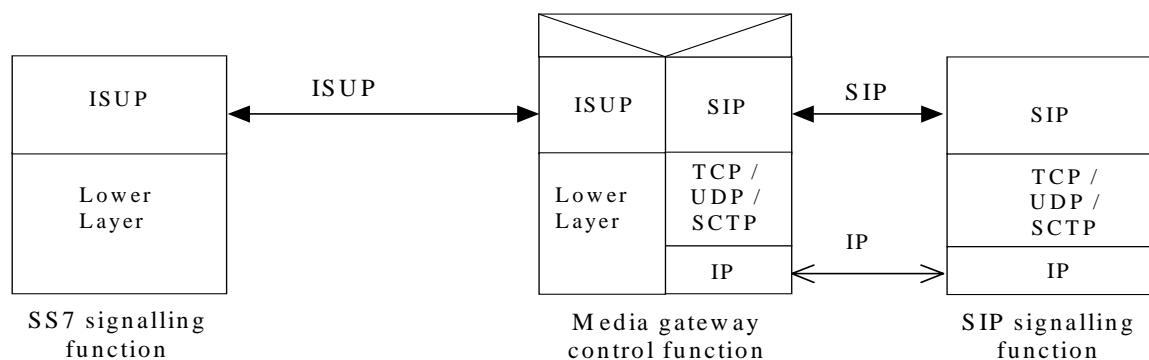 ISUP
ISUP
ISUP
SIP
SIP
SIP
Lower
Layer
Lower
Layer
TCP /
UDP /
SCTP
TCP /
UDP /
SCTP
IP
IP
IP
SS7 signalling
function
Media gateway
control function
SIP signalling
function